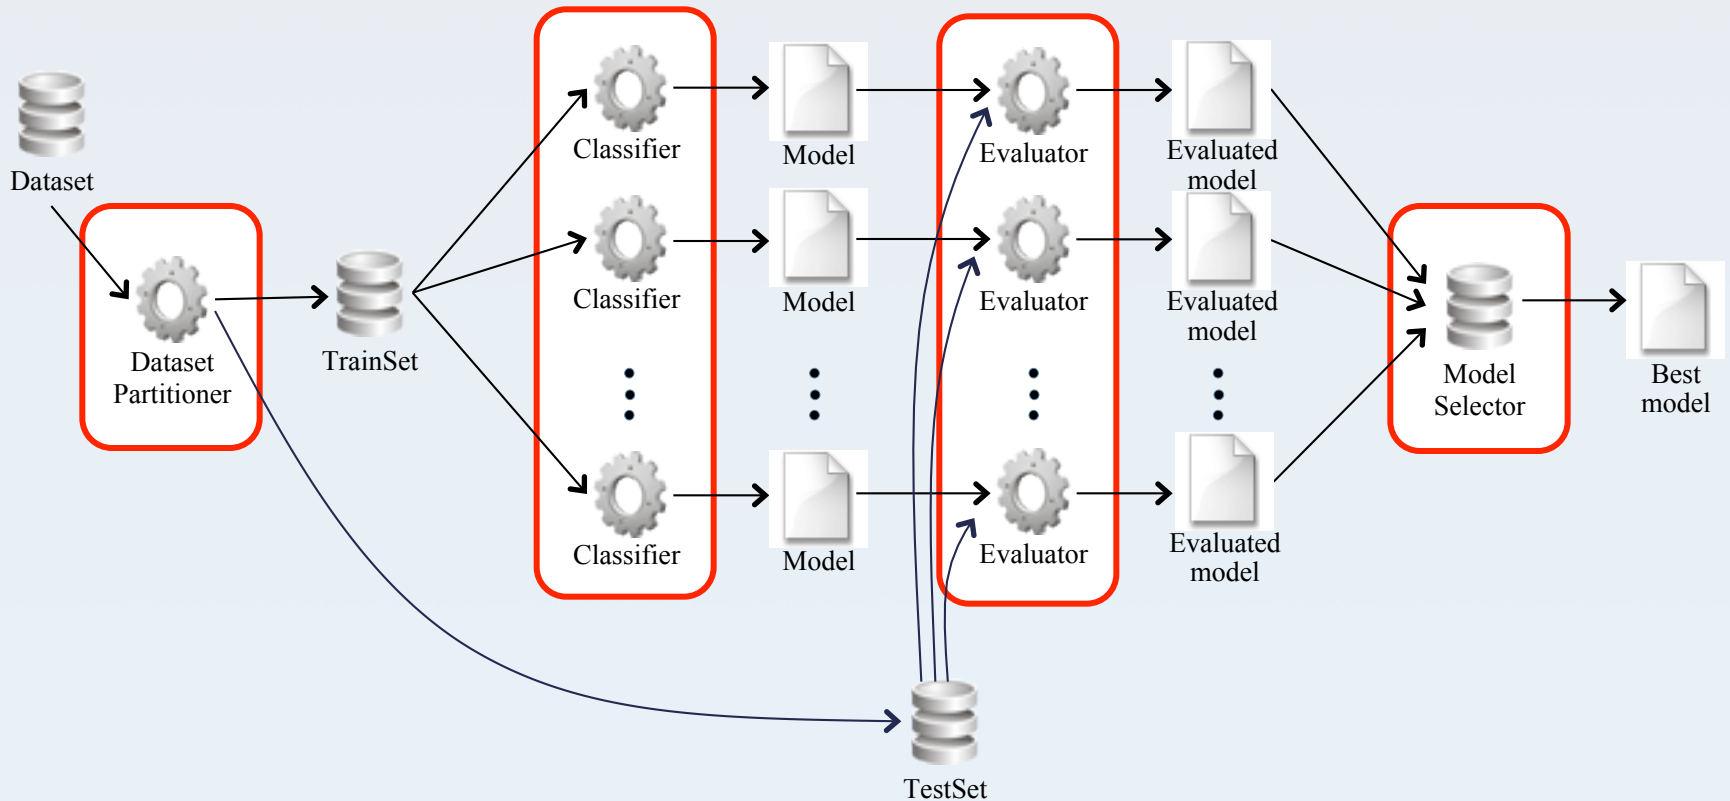 Dataset
Dataset
Partitioner
TrainSet
Classifier
Model
Evaluator
Evaluated
model
Classifier
Model
Evaluator
Evaluated
model
Classifier
Model
Evaluator
Evaluated
model
Model
Selector
Best
model
TestSet